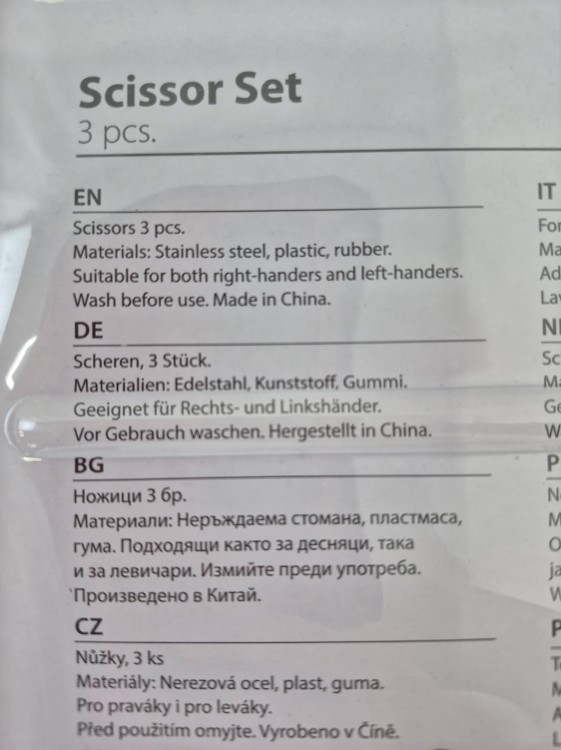 Scissor Set
3 pcs.
EN
Scissors 3 pcs.
Materials: Stainless steel, plastic, rubber.
Suitable for both right-handers and left-handers.
Wash before use. Made in China.
DE
Scheren, 3 Stück.
Materialien: Edelstahl, Kunststoff, Gummi.
Geeignet für Rechts- und Linkshänder.
Vor Gebrauch waschen. Hergestellt in China.
BG
Ножици 3 бр.
Материали: Неръждаема стомана, пластмаса,
гума. Подходящи както за десняци, така
и за левичари. Измийте преди употреба.
Произведено в Китай.
CZ
Nůžky, 3 ks
Materiály: Nerezová ocel, plast, guma.
Pro praváky i pro leváky.
Před použitím omyjte. Vyrobeno v Číně.
IT